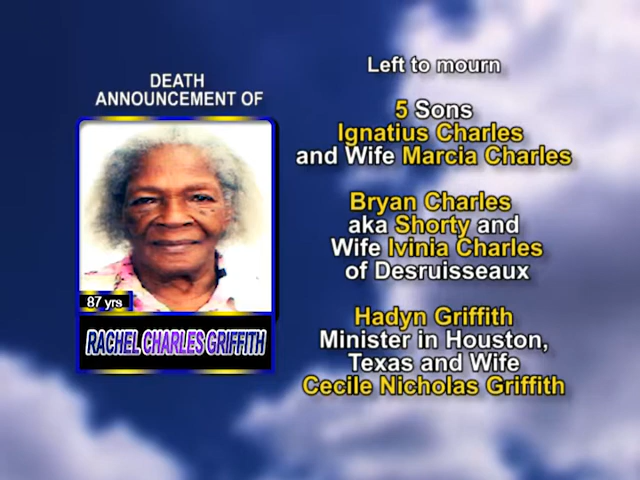 DEATH
ANNOUNCEMENT OF
87 yrs
RACHEL CHARLES GRIFFITH
Left to mourn
5 Sons
Ignatius Charles
and Wife Marcia Charles
Bryan Charles
aka Shorty and
Wife Ivinia Charles
of Desruisseaux
Hadyn Griffith
Minister in Houston,
Texas and Wife
Cecile Nicholas Griffith